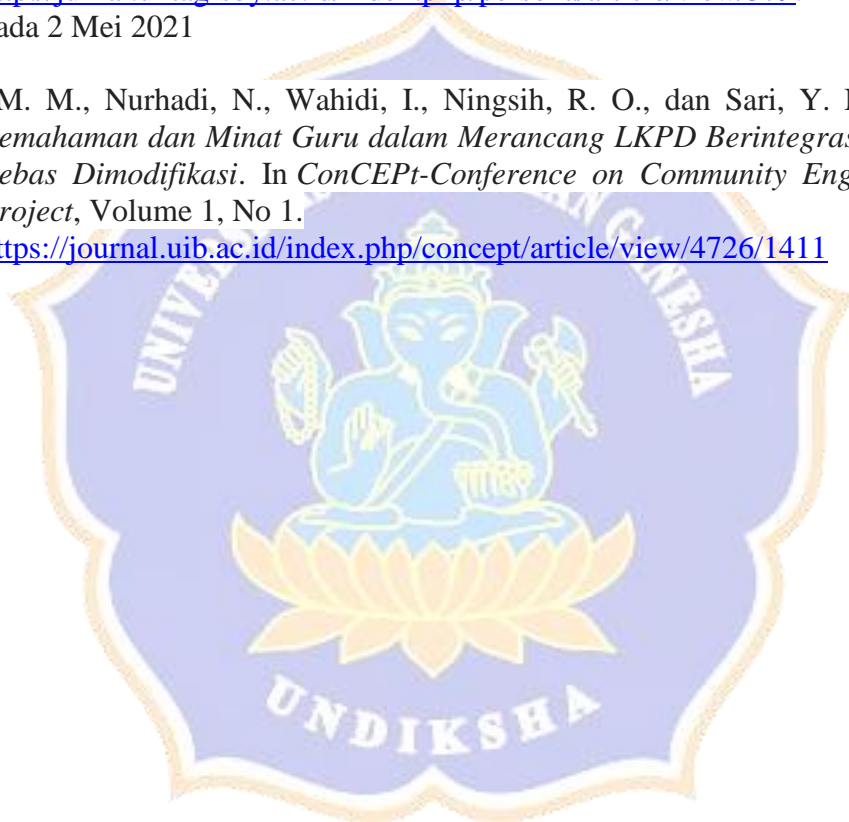 ada 2 Mei 2021
M. M., Nurhadi, N., Wahidi, I., Ningsih, R. O., dan Sari, Y.
emahaman dan Minat Guru dalam Merancang LKPD Berintegras
ebas Dimodifikasi. In ConCEPt-Conference on Community Eng
roject, Volume 1, No 1.
ttps://journal.uib.ac.id/index.php/concept/article/view/4726/1411
GANESHA
UNDIKSHA